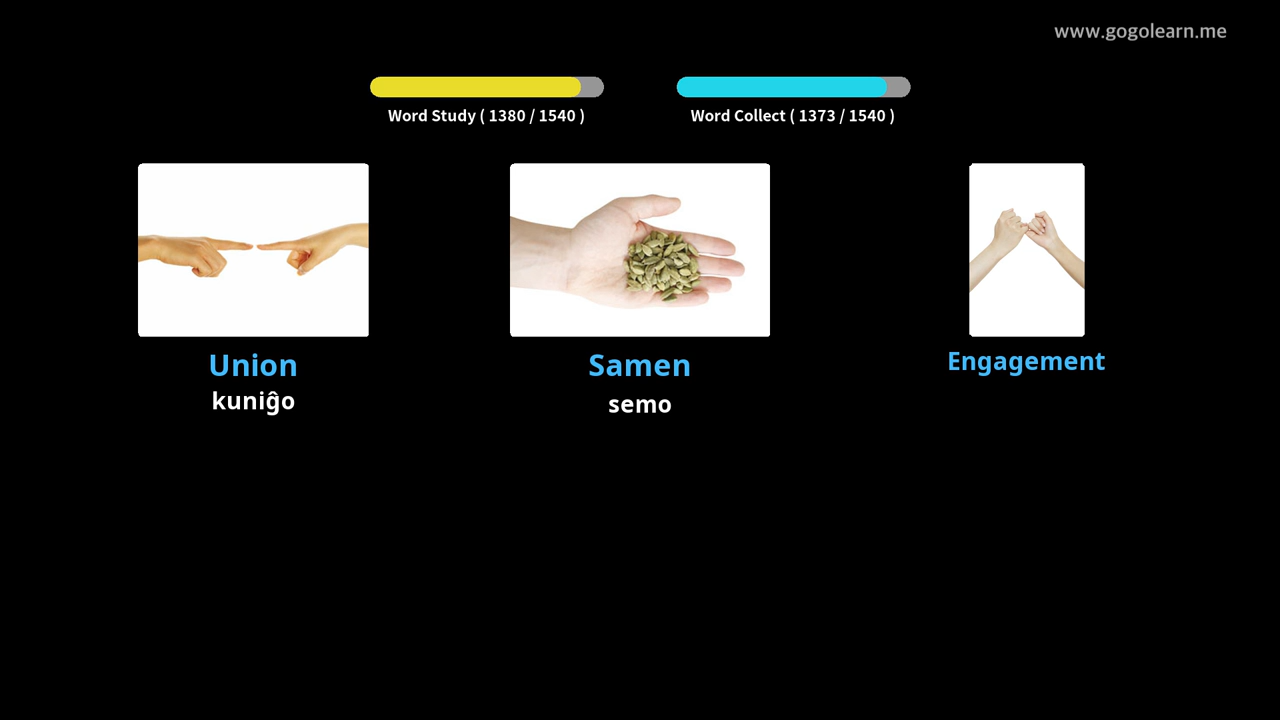 www.gogolearn.me
Word Study ( 1380 / 1540 )
Word Collect ( 1373 / 1540 )
Union
kuniĝo
Samen
semo
Engagement